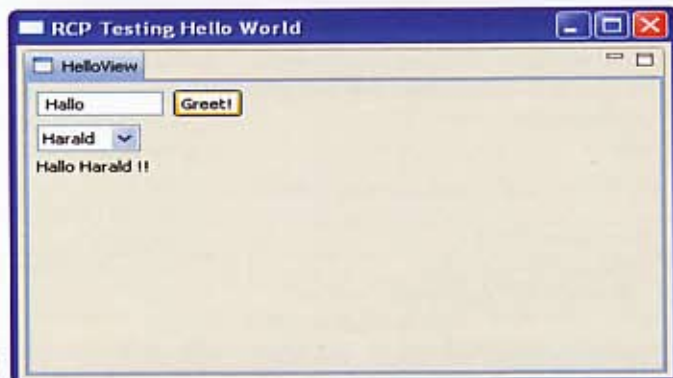 RCP Testing Hello World
HelloView
Hallo Greet!
Harald
Hallo Harald !!